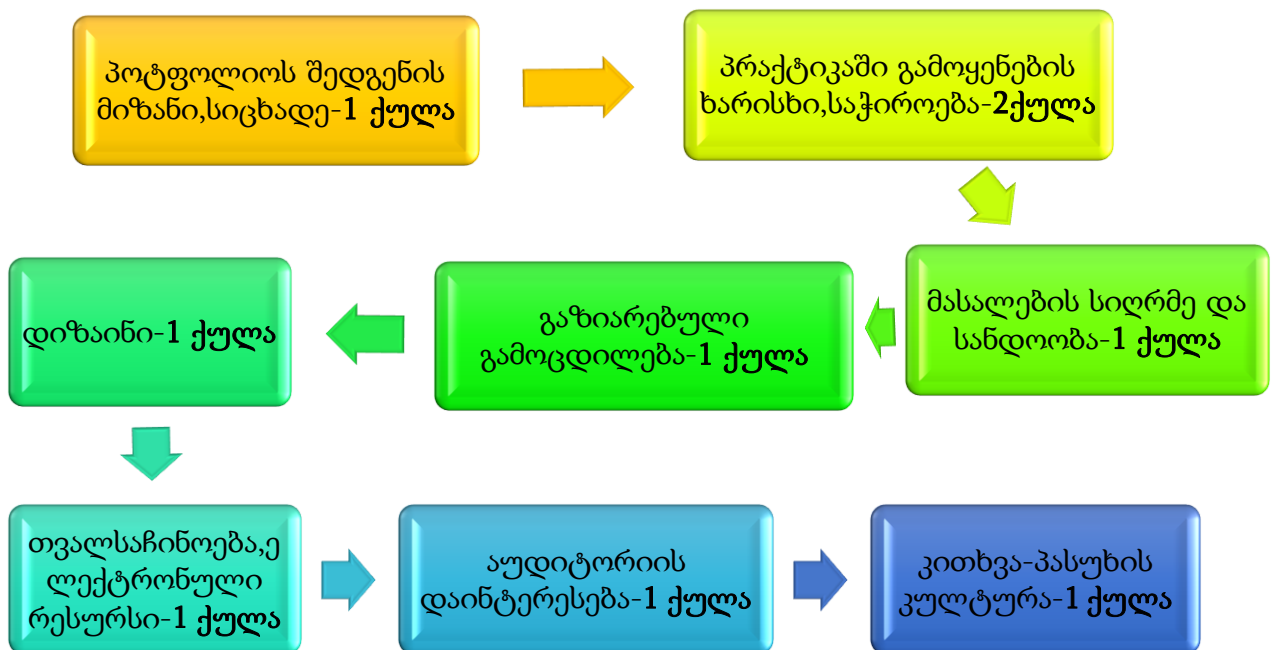 პოტფოლიოს შედგენის
მიზანი,სიცხადე-1 ქულა
პრაქტიკაში გამოყენების
ხარისხი,საჭიროება-2ქულა
მასალების სიღრმე და
სანდოობა-1 ქულა
გაზიარებული
გამოცდილება-1 ქულა
დიზაინი-1 ქულა
თვალსაჩინოება,ე
ლექტრონული
რესურსი-1 ქულა
აუდიტორიის
დაინტერესება-1 ქულა
კითხვა-პასუხის
კულტურა-1 ქულა